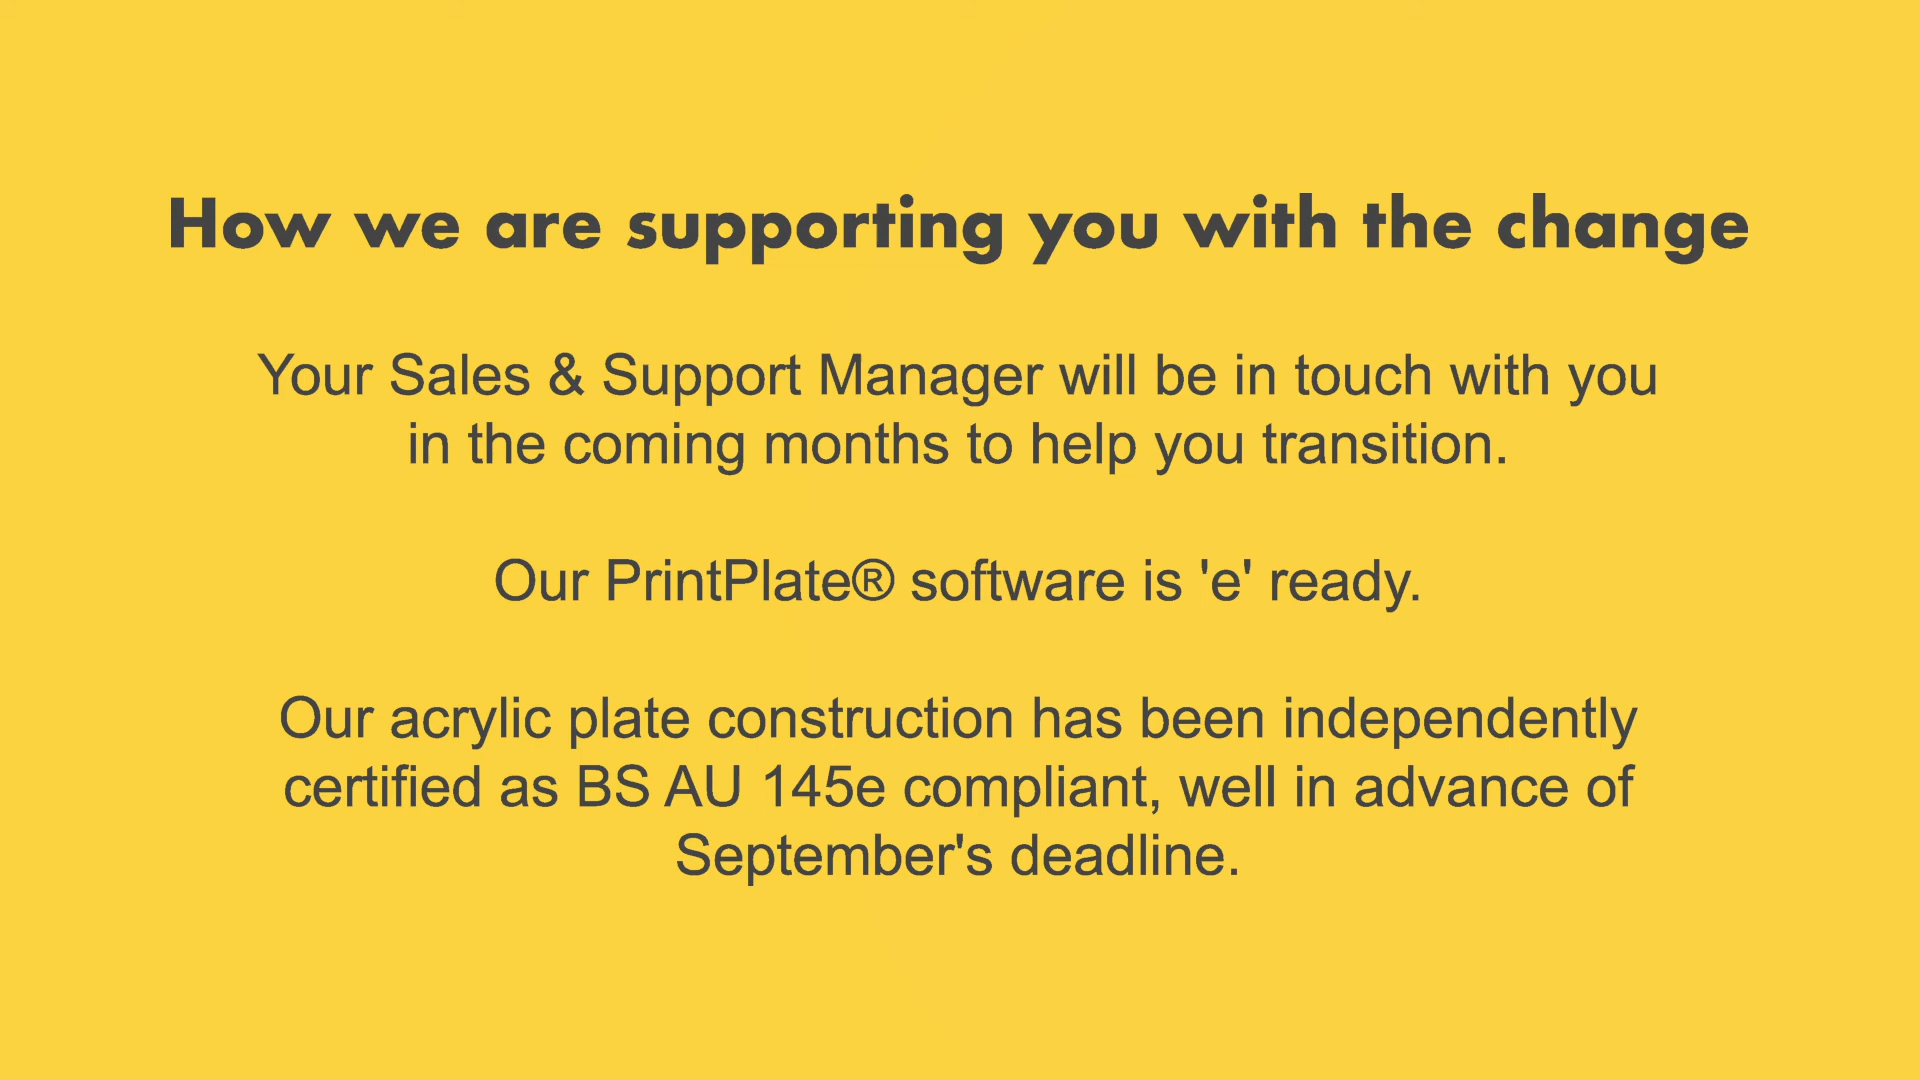 How we are supporting you with the change
Your Sales & Support Manager will be in touch with you
in the coming months to help you transition.
Our PrintPlate® software is 'e' ready.
Our acrylic plate construction has been independently
certified as BS AU 145e compliant, well in advance of
September's deadline.